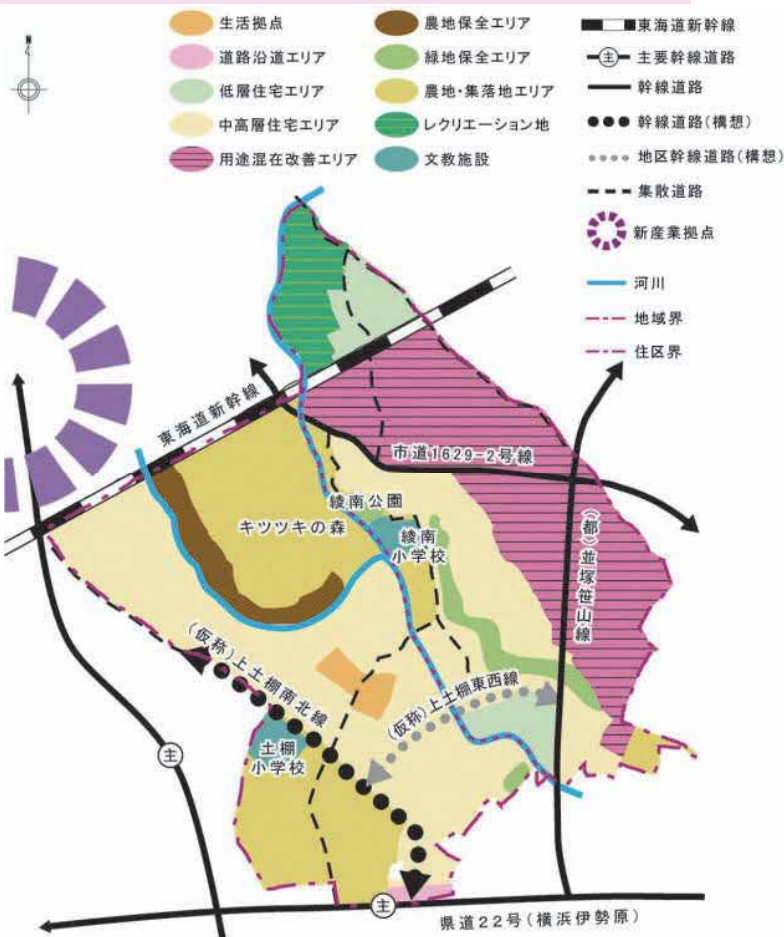 N
生活拠点
道路沿道エリア
低層住宅エリア
中高層住宅エリア
用途混在改善エリア
農地保全エリア
緑地保全エリア
農地・集落地エリア
レクリエーション地
文教施設
東海道新幹線
主 主要幹線道路
幹線道路
幹線道路(構想)
地区幹線道路(構想)
集散道路
新産業拠点
河川
地域界
住区界
東海道新幹線
市道1629-2号線
綾南公園
キツツキの森
綾南
小学校
(都)並塚笹山線
(仮称)上土棚南北線
(仮称)上土棚東西線
土棚
小学校
主
主
県道22号(横浜伊勢原)